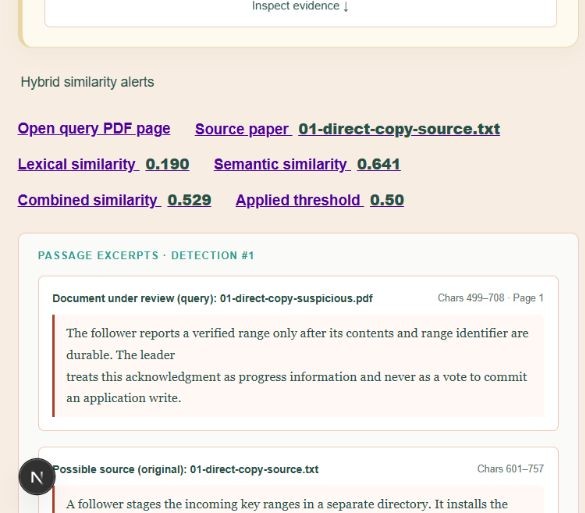 Inspect evidence ↓
Hybrid similarity alerts
Open query PDF page Source paper 01-direct-copy-source.txt
Lexical similarity 0.190 Semantic similarity 0.641
Combined similarity 0.529 Applied threshold 0.50
PASSAGE EXCERPTS · DETECTION #1
Document under review (query): 01-direct-copy-suspicious.pdf Chars 499–708 · Page 1
The follower reports a verified range only after its contents and range identifier are
durable. The leader
treats this acknowledgment as progress information and never as a vote to commit
an application write.
N Possible source (original): 01-direct-copy-source.txt Chars 601–757
A follower stages the incoming key ranges in a separate directory. It installs the